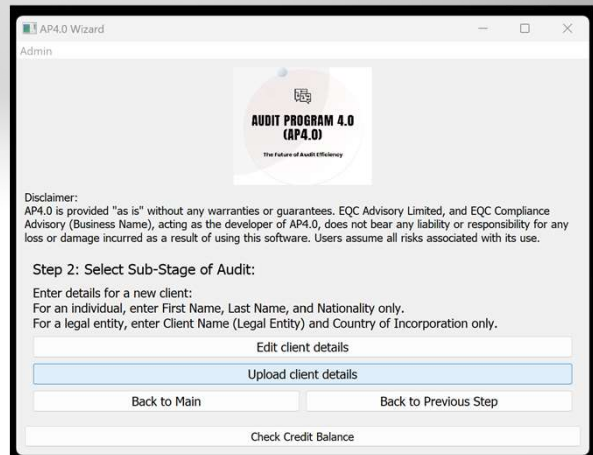 AP4.0 Wizard
Admin
AUDIT PROGRAM 4.0
(AP4.0)
The Future of Audit Efficiency
Disclaimer:
AP4.0 is provided "as is" without any warranties or guarantees. EQC Advisory Limited, and EQC Compliance
Advisory (Business Name), acting as the developer of AP4.0, does not bear any liability or responsibility for any
loss or damage incurred as a result of using this software. Users assume all risks associated with its use.
Step 2: Select Sub-Stage of Audit:
Enter details for a new client:
For an individual, enter First Name, Last Name, and Nationality only.
For a legal entity, enter Client Name (Legal Entity) and Country of Incorporation only.
Edit client details
Upload client details
Back to Main
Back to Previous Step
Check Credit Balance